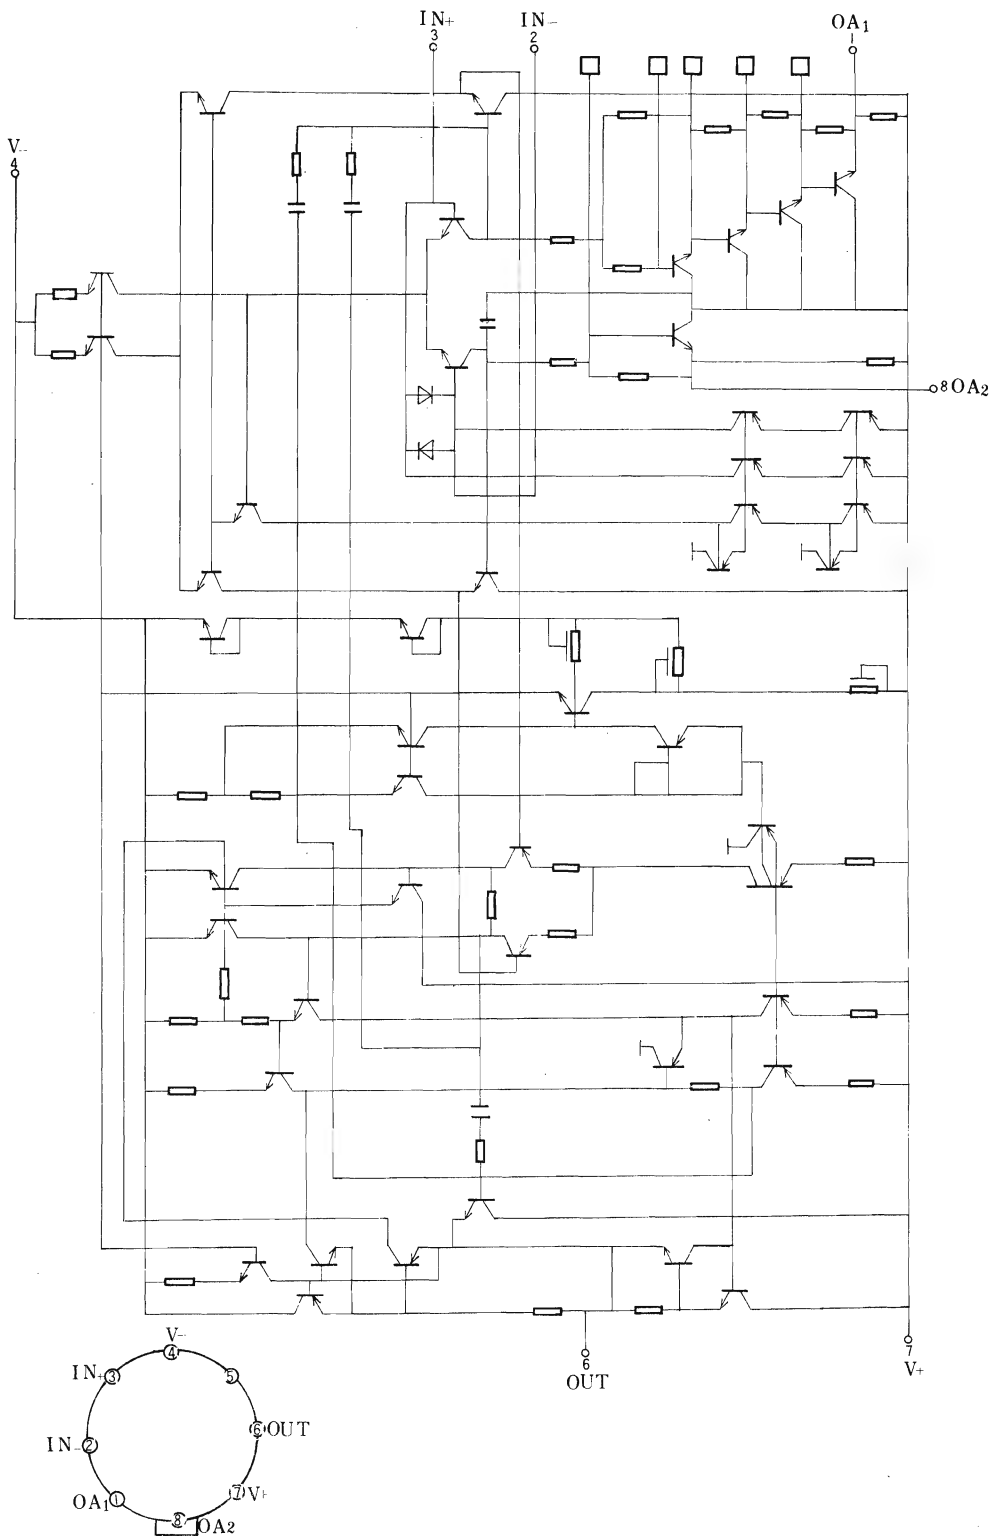 IN+
3
IN-
2
OA1
1
V-
4
8 OA2
6
OUT
7
V+
V-
4
IN+ 3
5
6 OUT
IN- 2
7 V+
OA1 1
8 OA2